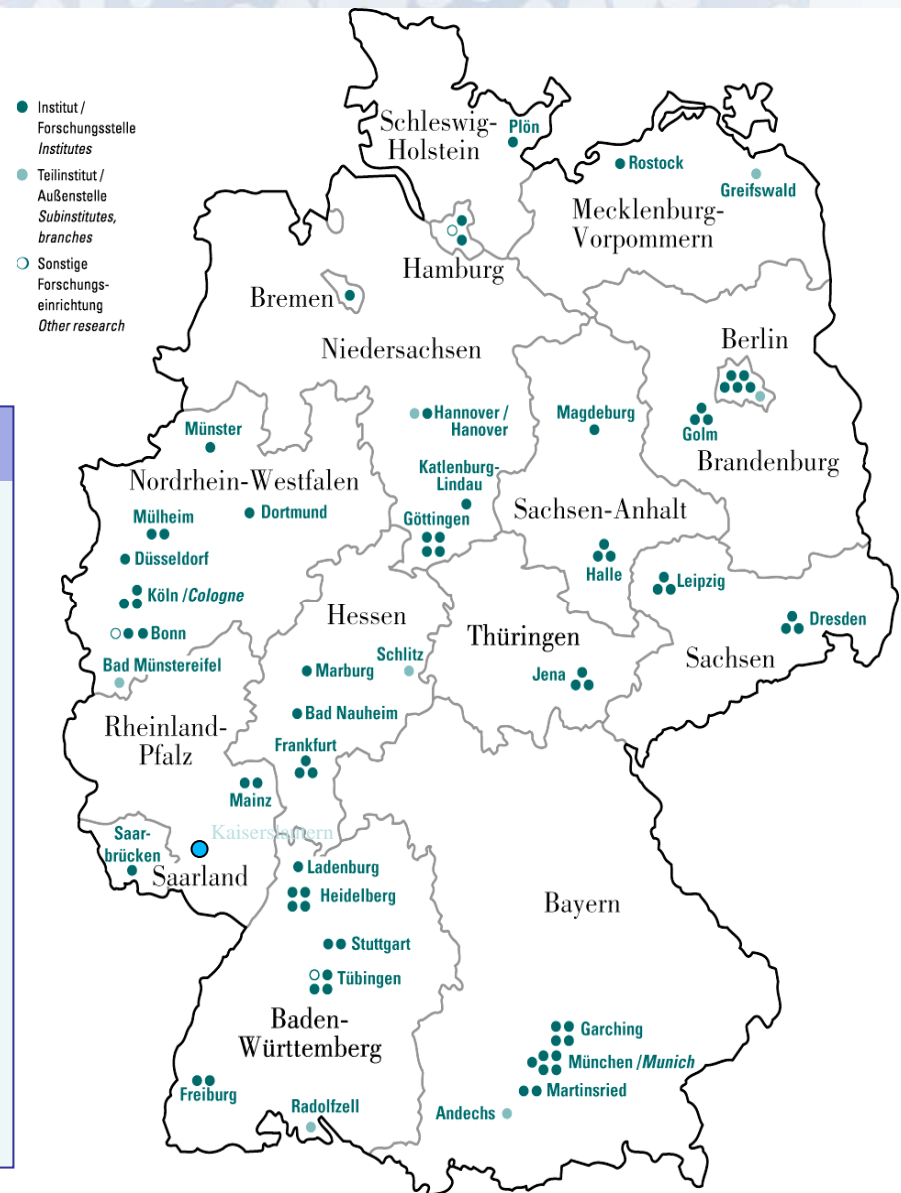 Institut /
Forschungsstelle
Institutes
Teilinstitut /
Außenstelle
Subinstitutes,
branches
Sonstige
Forschungs-
einrichtung
Other research
Schleswig-
Holstein
Plön
Rostock
Greifswald
Mecklenburg-
Vorpommern
Hamburg
Bremen
Niedersachsen
Berlin
Hannover /
Hanover
Magdeburg
Golm
Brandenburg
Münster
Nordrhein-Westfalen
Katlenburg-
Lindau
Sachsen-Anhalt
Mülheim
Dortmund
Göttingen
Düsseldorf
Halle
Leipzig
Köln /Cologne
Hessen
Dresden
Bonn
Thüringen
Sachsen
Bad Münstereifel
Schlitz
Marburg
Jena
Rheinland-
Pfalz
Bad Nauheim
Frankfurt
Mainz
Kaiserslautern
Saar-
brücken
Saarland
Ladenburg
Heidelberg
Bayern
Stuttgart
Tübingen
Baden-
Württemberg
Garching
München /Munich
Martinsried
Freiburg
Radolfzell
Andechs